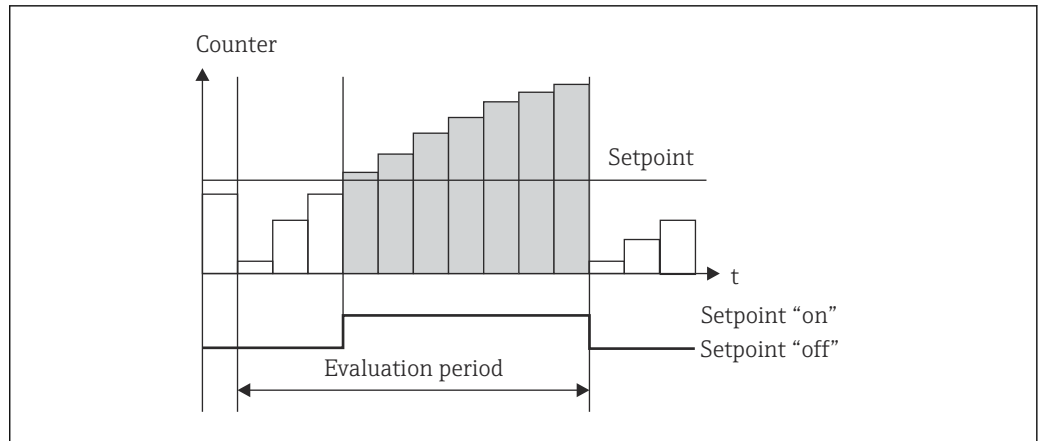 Counter
Setpoint
t
Setpoint “on”
Setpoint “off”
Evaluation period